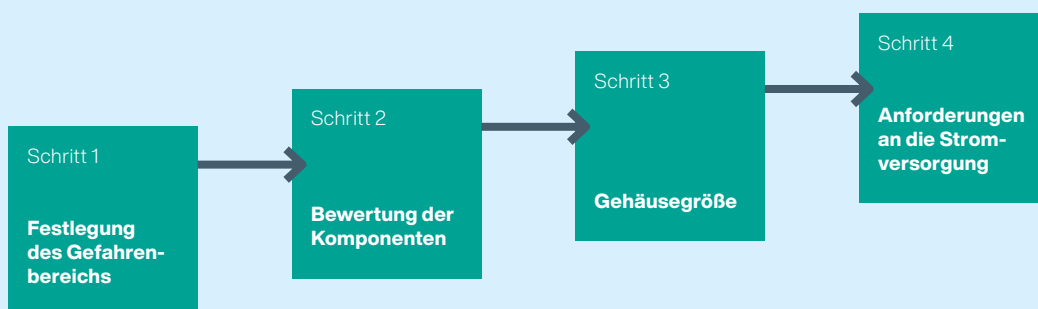 Schritt 1
Festlegung
des Gefahren-
bereichs
Schritt 2
Bewertung der
Komponenten
Schritt 3
Gehäusegröße
Schritt 4
Anforderungen
an die Strom-
versorgung